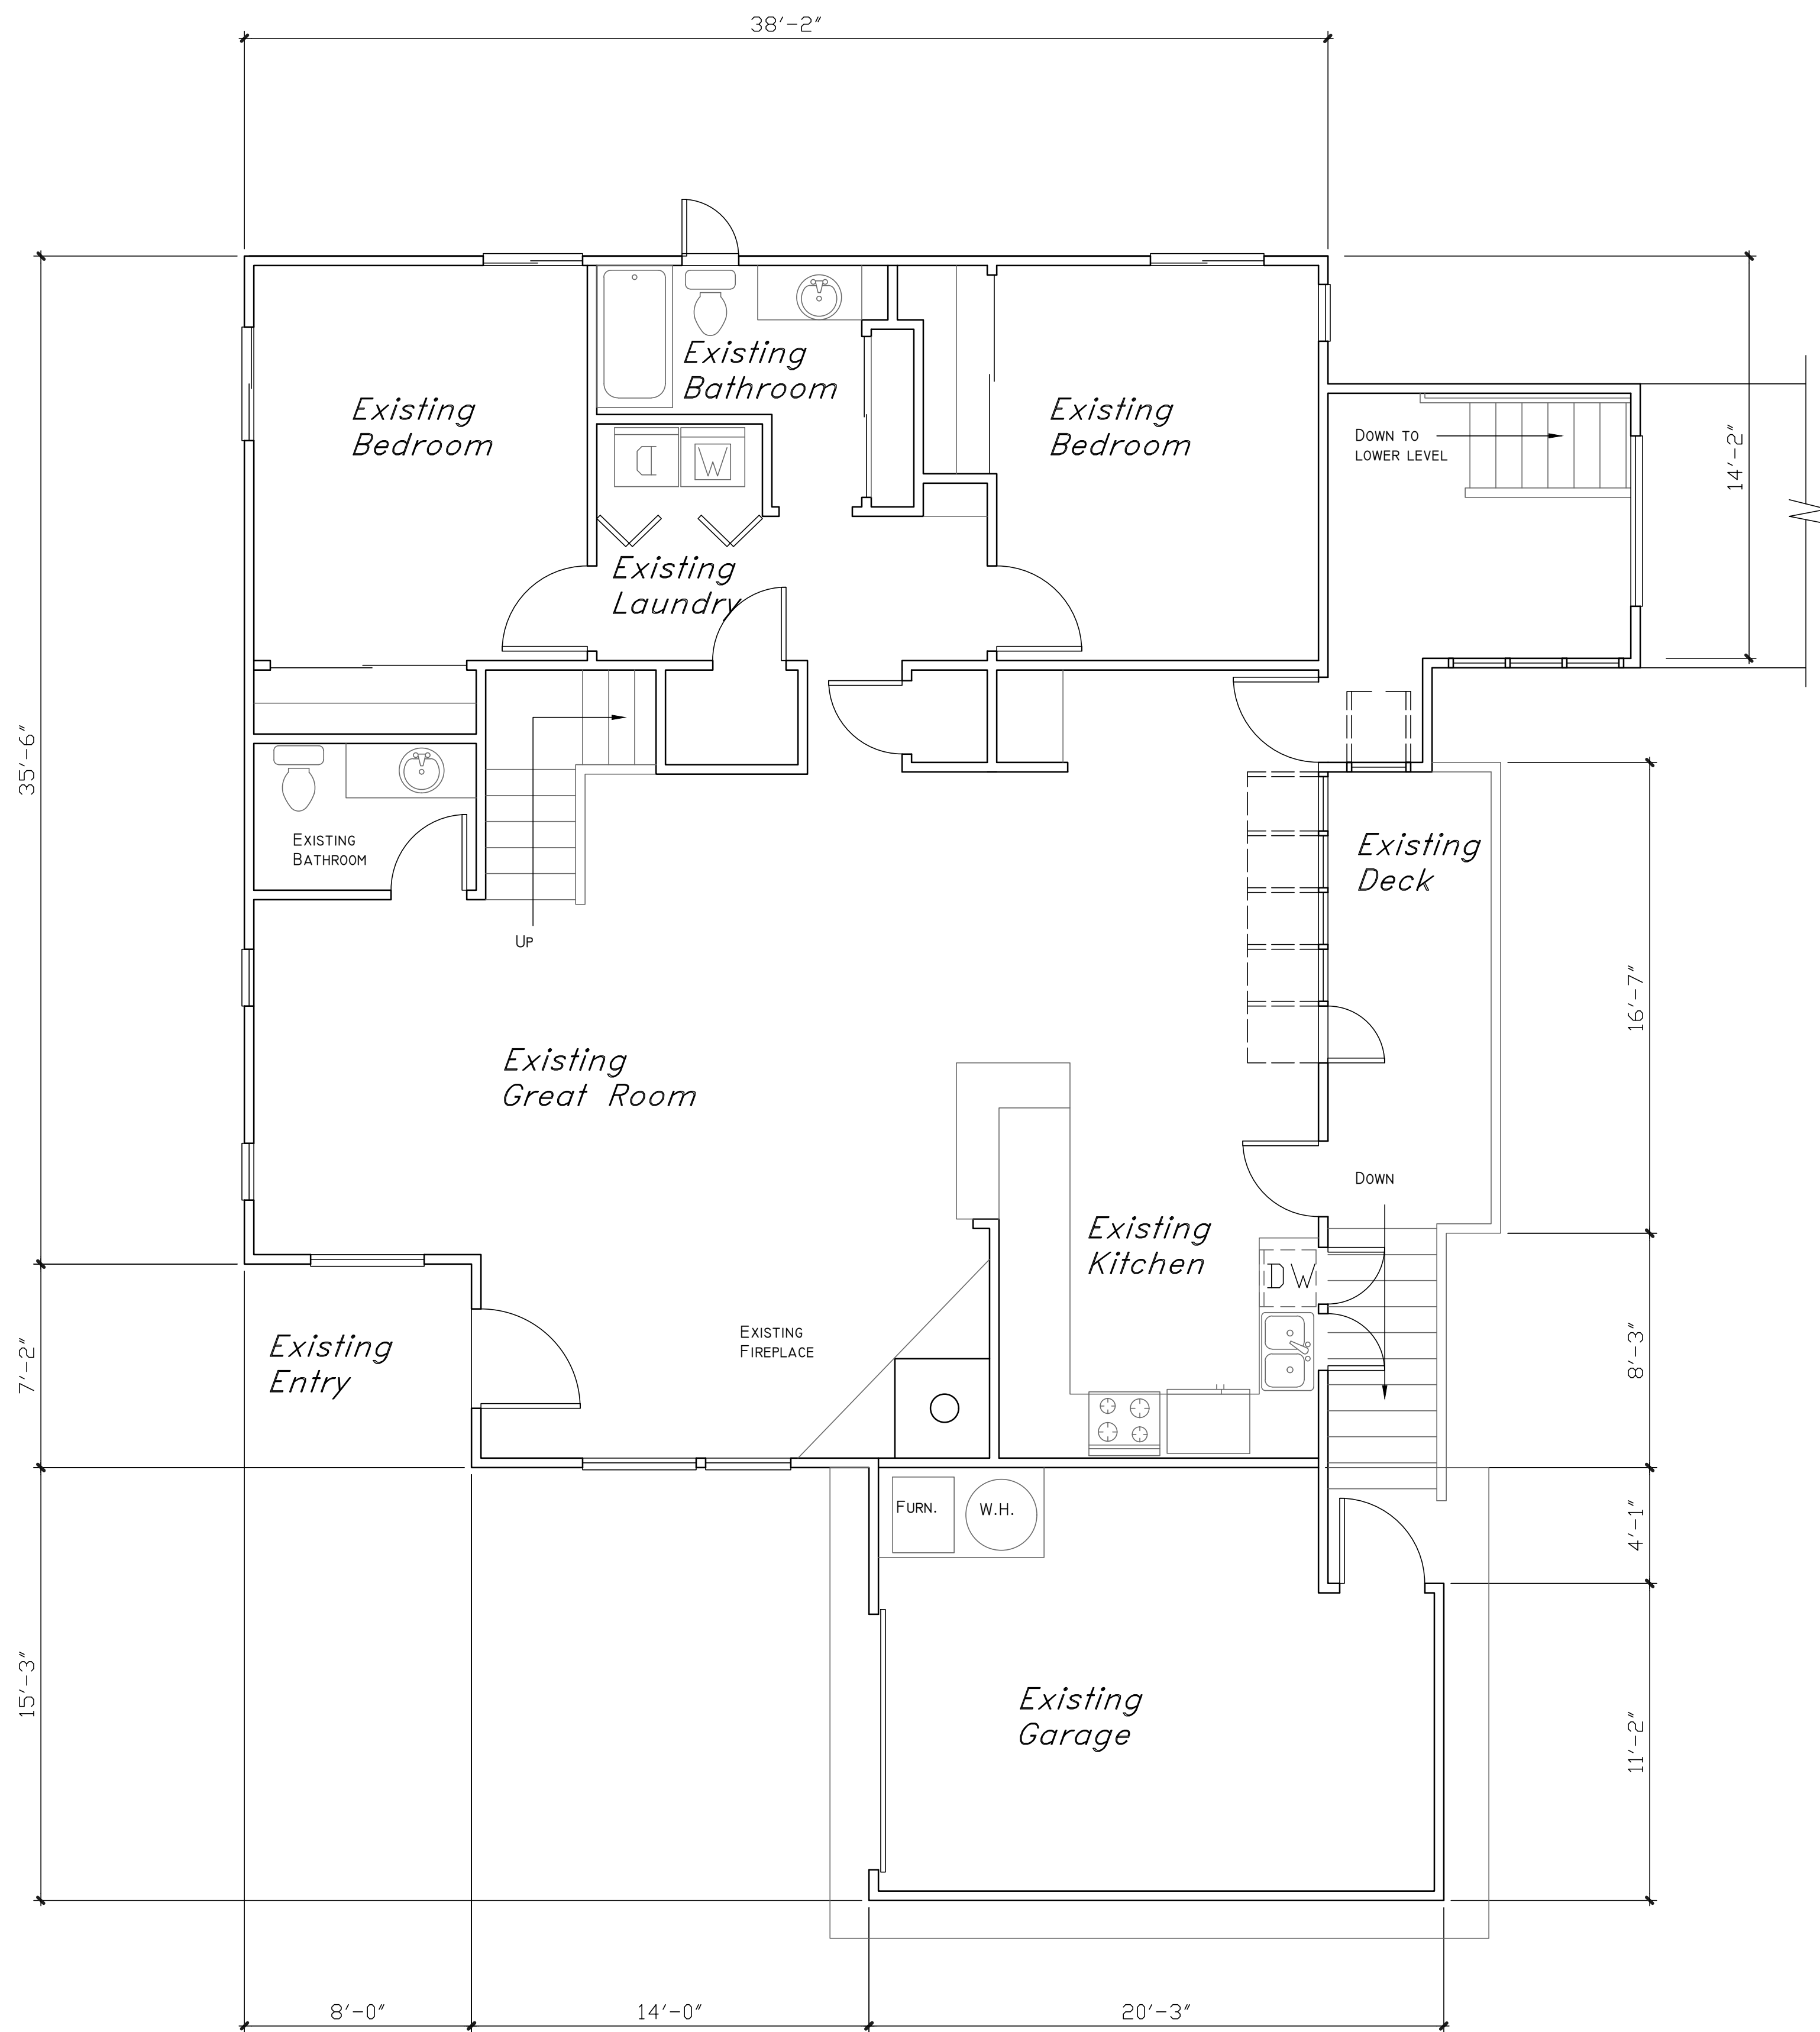 38'-2"
Existing
Bathroom
Existing
Bedroom
Existing
Bedroom
Down to
lower level
14'-2"
D
W
Existing
Laundry
35'-6"
Existing
Bathroom
Existing
Deck
Up
16'-7"
Existing
Great Room
Down
Existing
Kitchen
DW
Existing
Entry
Existing
Fireplace
7'-2"
8'-3"
Furn.
W.H.
4'-1"
15'-3"
Existing
Garage
11'-2"
8'-0"
14'-0"
20'-3"